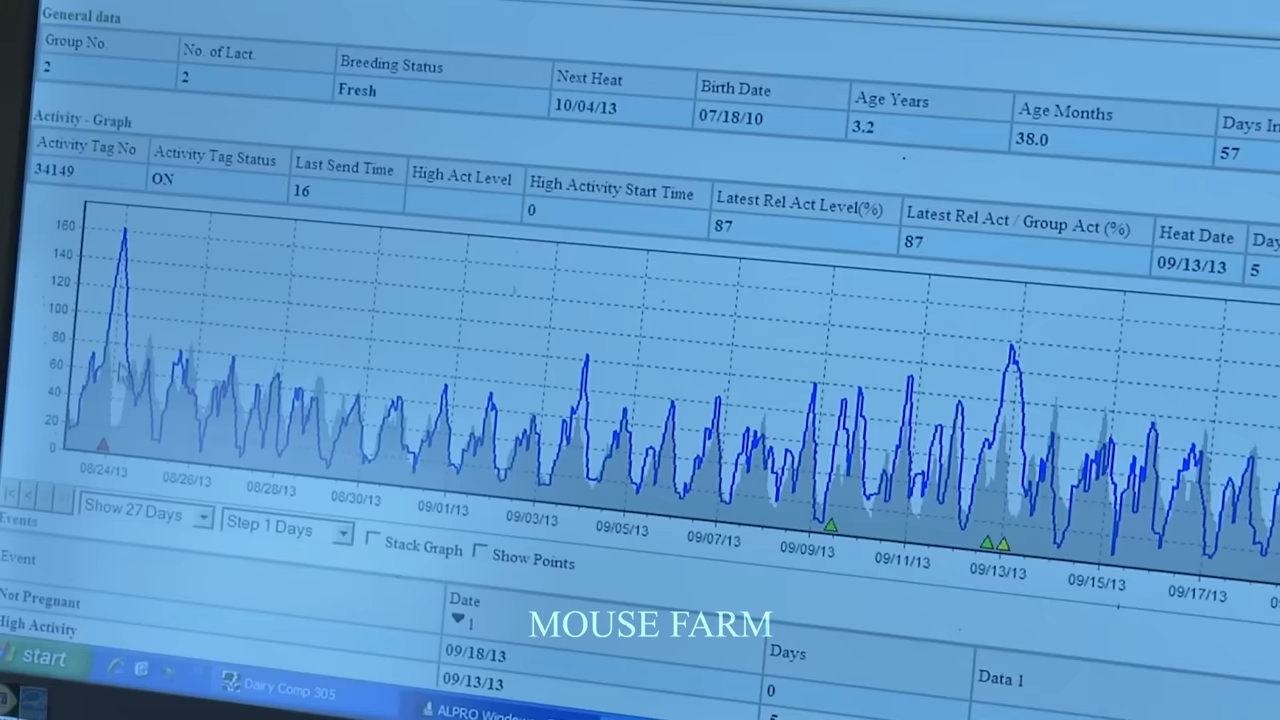 General data
Group No. No. of Lact. Breeding Status Next Heat Birth Date Age Years Age Months Days In
2 2 Fresh 10/04/13 07/18/10 3.2 38.0 57
Activity - Graph
Activity Tag No Activity Tag Status Last Send Time High Act Level High Activity Start Time Latest Rel Act Level(%) Latest Rel Act / Group Act (%) Heat Date Day
34149 ON 16 0 87 87 09/13/13 5
160
140
120
100
80
60
40
20
0
08/24/13 08/26/13 08/28/13 08/30/13 09/01/13 09/03/13 09/05/13 09/07/13 09/09/13 09/11/13 09/13/13 09/15/13 09/17/13
Show 27 Days Step 1 Days Stack Graph Show Points
Events
Event Date Days Data 1
1
Not Pregnant 09/18/13 0
High Activity 09/13/13 5
MOUSE FARM
start Dairy Comp 305 ALPRO Windo